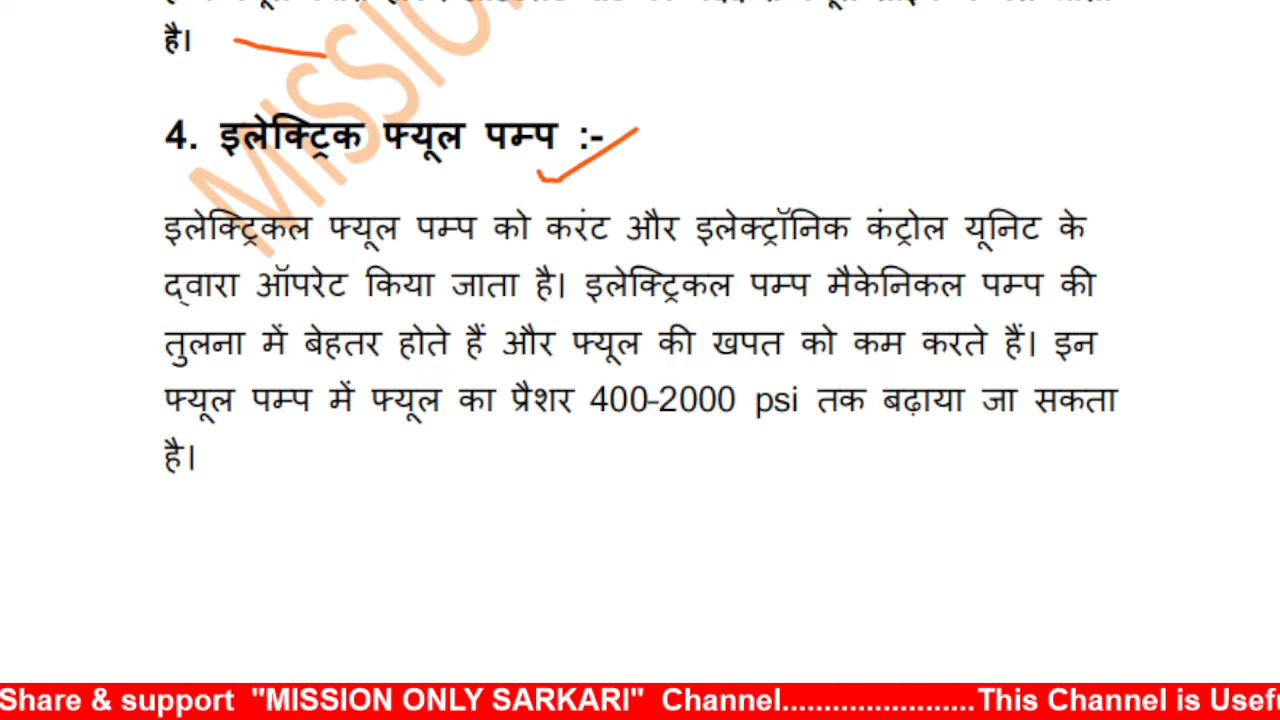 है।
4. इलेक्ट्रिक फ्यूल पम्प :-
इलेक्ट्रिकल फ्यूल पम्प को करंट और इलेक्ट्रॉनिक कंट्रोल यूनिट के
द्वारा ऑपरेट किया जाता है। इलेक्ट्रिकल पम्प मैकेनिकल पम्प की
तुलना में बेहतर होते हैं और फ्यूल की खपत को कम करते हैं। इन
फ्यूल पम्प में फ्यूल का प्रैशर 400-2000 psi तक बढ़ाया जा सकता
है।
MISSION
Share & support "MISSION ONLY SARKARI" Channel.......................This Channel is Usefu